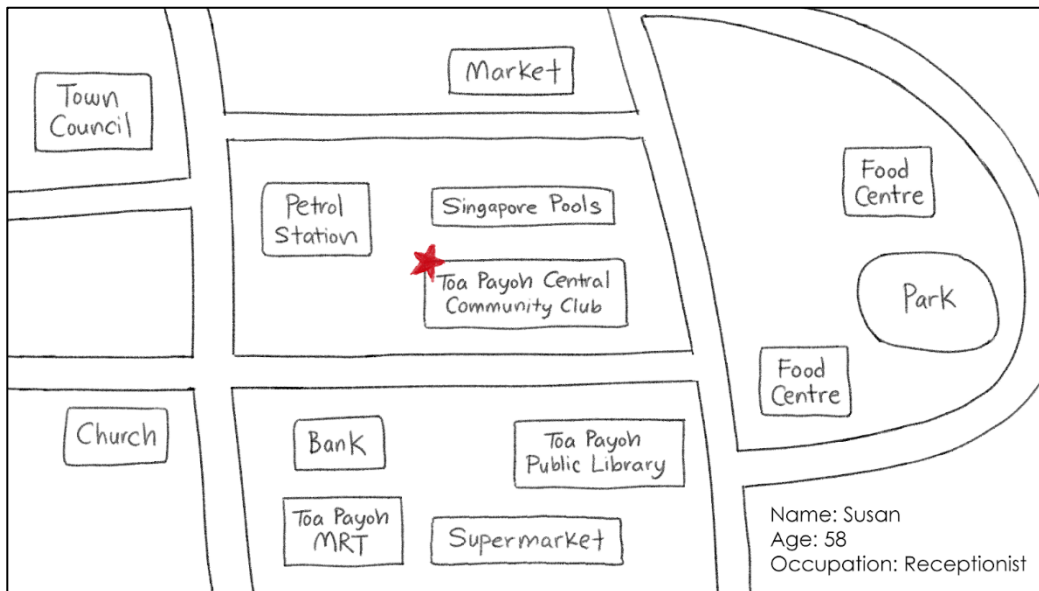 Market
Town
Council
Food
Centre
Petrol
Station
Singapore Pools
Toa Payoh Central
Community Club
Park
Food
Centre
Church
Bank
Toa Payoh
Public Library
Toa Payoh
MRT
Supermarket
Name: Susan
Age: 58
Occupation: Receptionist